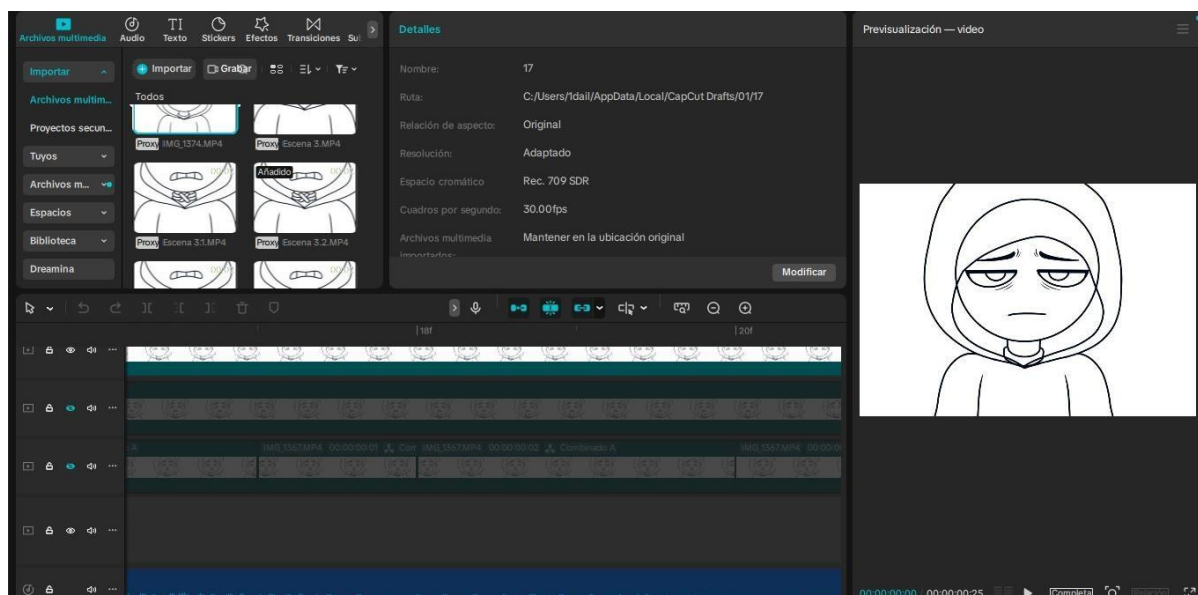 Archivos multimedia Audio Texto Stickers Efectos Transiciones
Importar
Archivos multim...
Proyectos secun...
Tuyos
Archivos m...
Espacios
Biblioteca
Dreamina
Importar Grabar
Todos
Proxy IMG_1374.MP4
Proxy Escena 3.MP4
Añadido
Proxy Escena 3.1.MP4
Proxy Escena 3.2.MP4
Detalles
Nombre: 17
Ruta: C:/Users/1dail/AppData/Local/CapCut Drafts/01/17
Relación de aspecto: Original
Resolución: Adaptado
Espacio cromático Rec. 709 SDR
Cuadros por segundo: 30.00fps
Archivos multimedia importados: Mantener en la ubicación original
Modificar
Previsualización — video
18f 20f
IMG_1367.MP4 00:00:00:01 Com IMG_1367.MP4 00:00:00:02 Combinado A IMG_1367.MP4
00:00:00:00 00:00:00:25 Completa